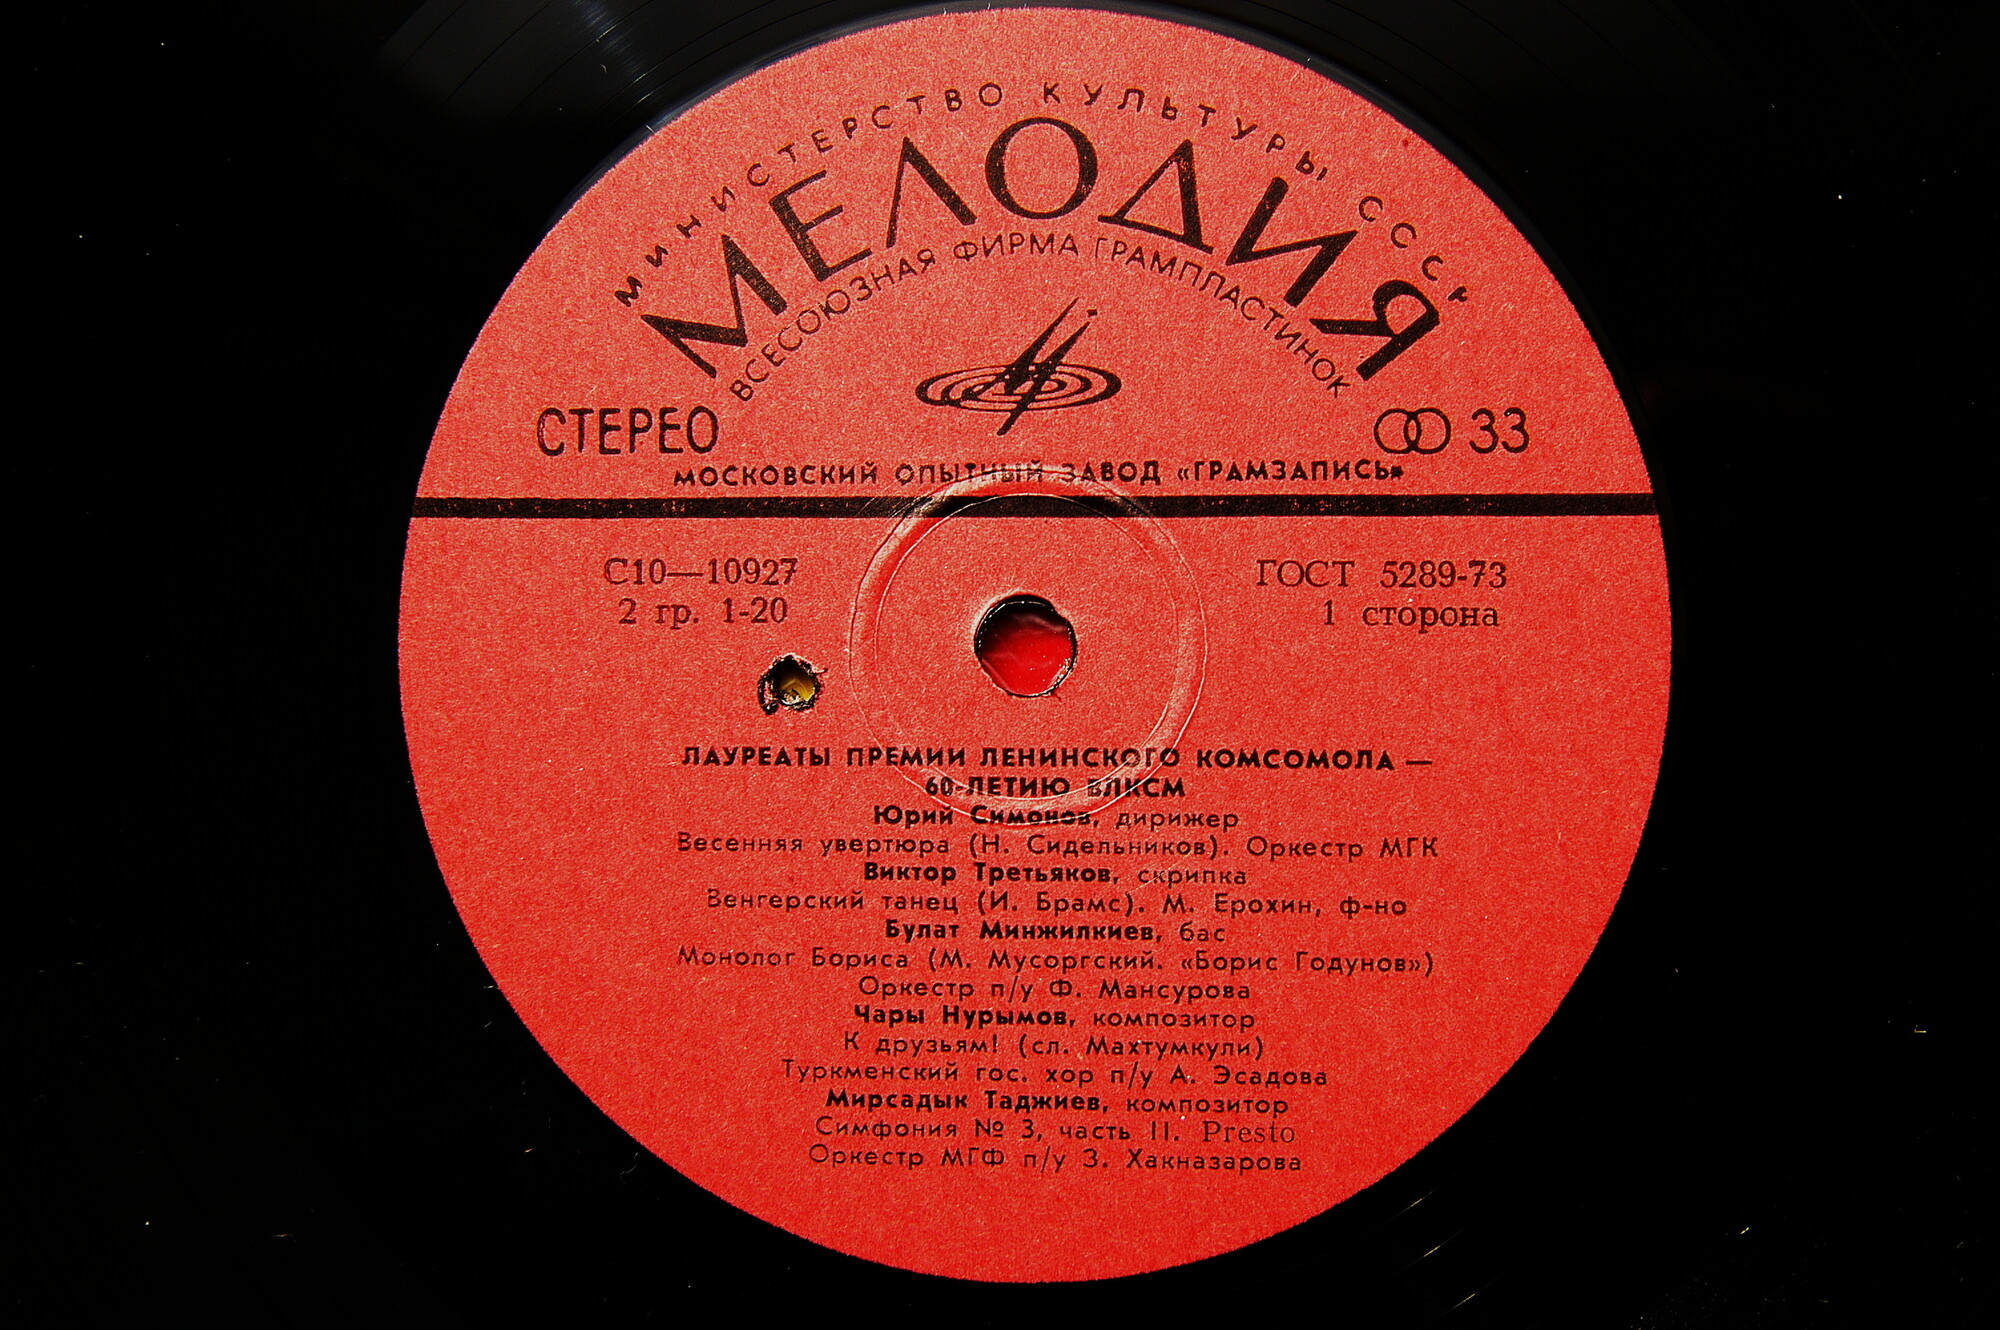 МИНИСТЕРСТВО КУЛЬТУРЫ СССР
МЕЛОДИЯ
ВСЕСОЮЗНАЯ ФИРМА ГРАМПЛАСТИНОК
СТЕРЕО 33
МОСКОВСКИЙ ОПЫТНЫЙ ЗАВОД «ГРАМЗАПИСЬ»
С10—10927 ГОСТ 5289-73
2 гр. 1-20 1 сторона
ЛАУРЕАТЫ ПРЕМИИ ЛЕНИНСКОГО КОМСОМОЛА —
60-ЛЕТИЮ ВЛКСМ
Юрий Симонов, дирижер
Весенняя увертюра (Н. Сидельников). Оркестр МГК
Виктор Третьяков, скрипка
Венгерский танец (И. Брамс). М. Ерохин, ф-но
Булат Минжилкиев, бас
Монолог Бориса (М. Мусоргский. «Борис Годунов»)
Оркестр п/у Ф. Мансурова
Чары Нурымов, композитор
К друзьям! (сл. Махтумкули)
Туркменский гос. хор п/у А. Эсадова
Мирсадык Таджиев, композитор
Симфония № 3, часть II. Presto
Оркестр МГФ п/у З. Хакназарова